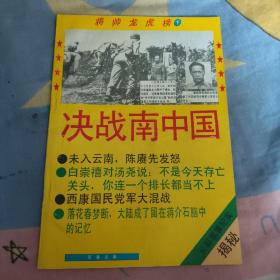 将帅龙虎榜
决战南中国
●未入云南，陈赓先发怒
●白崇禧对汤尧说：不是今天存亡
关头，你连一个排长都当不上
●西康国民党军大混战
●落花春梦断，大陆成了留在蒋介石脑中
的记忆
揭秘